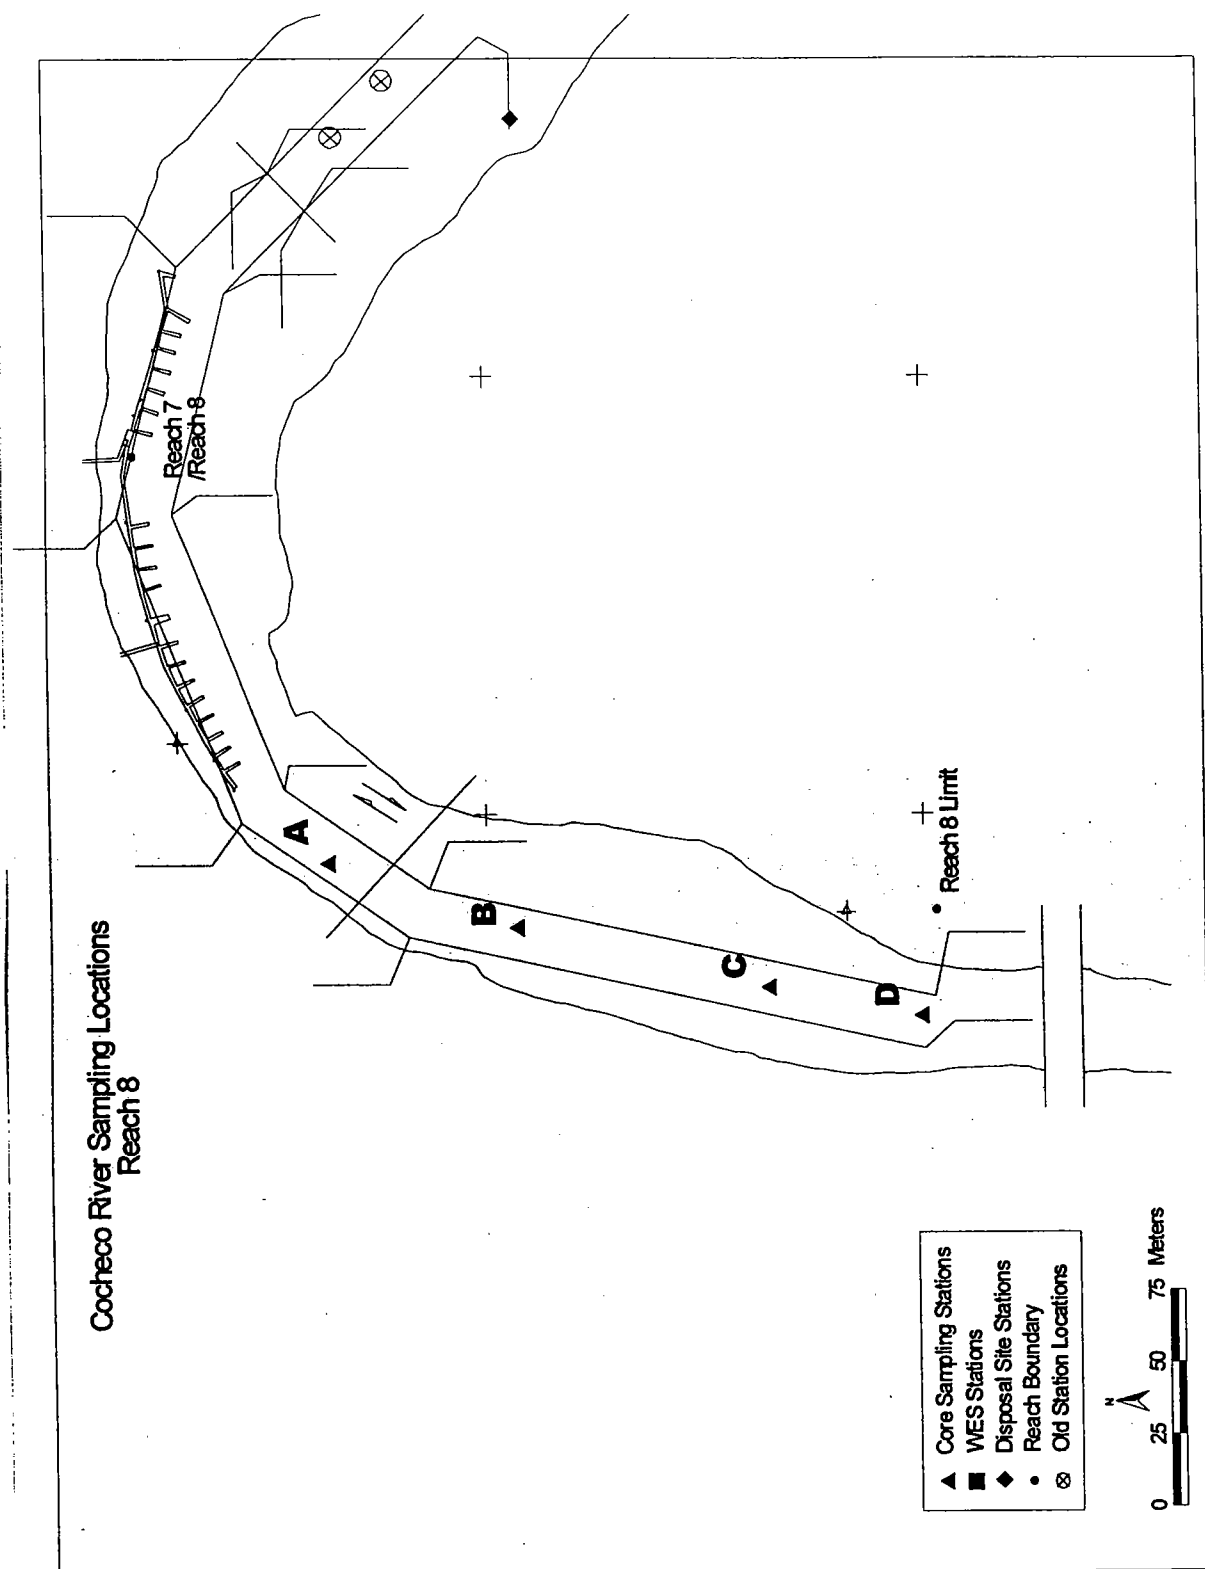 Cocheco River Sampling Locations
Reach 8
Reach 7
/Reach 8
A
B
C
D
Reach 8 Limit
Core Sampling Stations
WES Stations
Disposal Site Stations
Reach Boundary
Old Station Locations
N
0 25 50 75 Meters